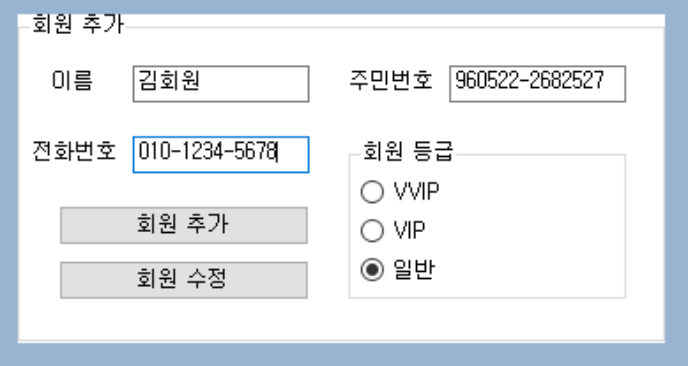 회원 추가
이름 김회원 주민번호 960522-2682527
전화번호 010-1234-5678 회원 등급
VVIP
회원 추가 VIP
회원 수정 일반